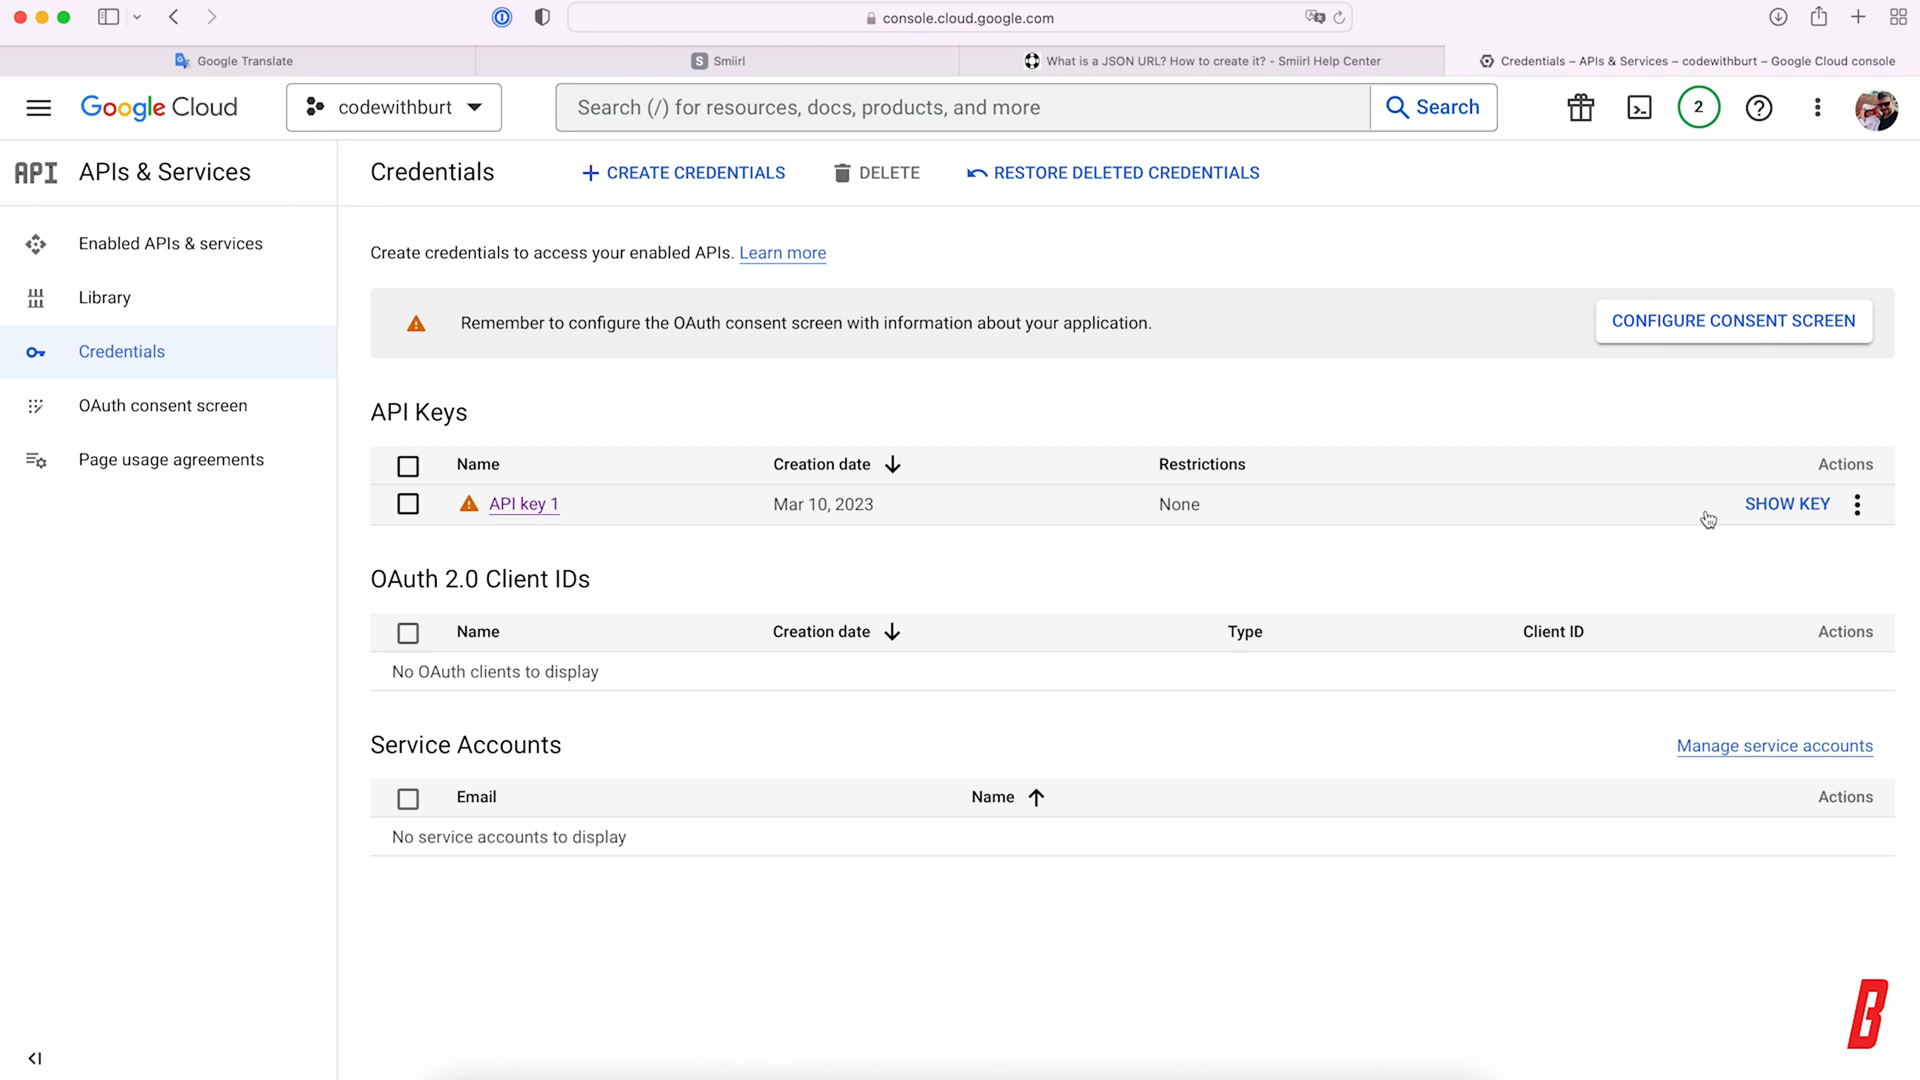 console.cloud.google.com
Google Translate
S Smiirl
What is a JSON URL? How to create it? - Smiirl Help Center
Credentials – APIs & Services – codewithburt – Google Cloud console
Google Cloud
codewithburt
Search (/) for resources, docs, products, and more
Search
2
API APIs & Services
Credentials
+ CREATE CREDENTIALS
DELETE
RESTORE DELETED CREDENTIALS
Enabled APIs & services
Library
Credentials
OAuth consent screen
Page usage agreements
Create credentials to access your enabled APIs. Learn more
Remember to configure the OAuth consent screen with information about your application.
CONFIGURE CONSENT SCREEN
API Keys
Name Creation date Restrictions Actions
API key 1 Mar 10, 2023 None SHOW KEY
OAuth 2.0 Client IDs
Name Creation date Type Client ID Actions
No OAuth clients to display
Service Accounts
Manage service accounts
Email Name Actions
No service accounts to display
B